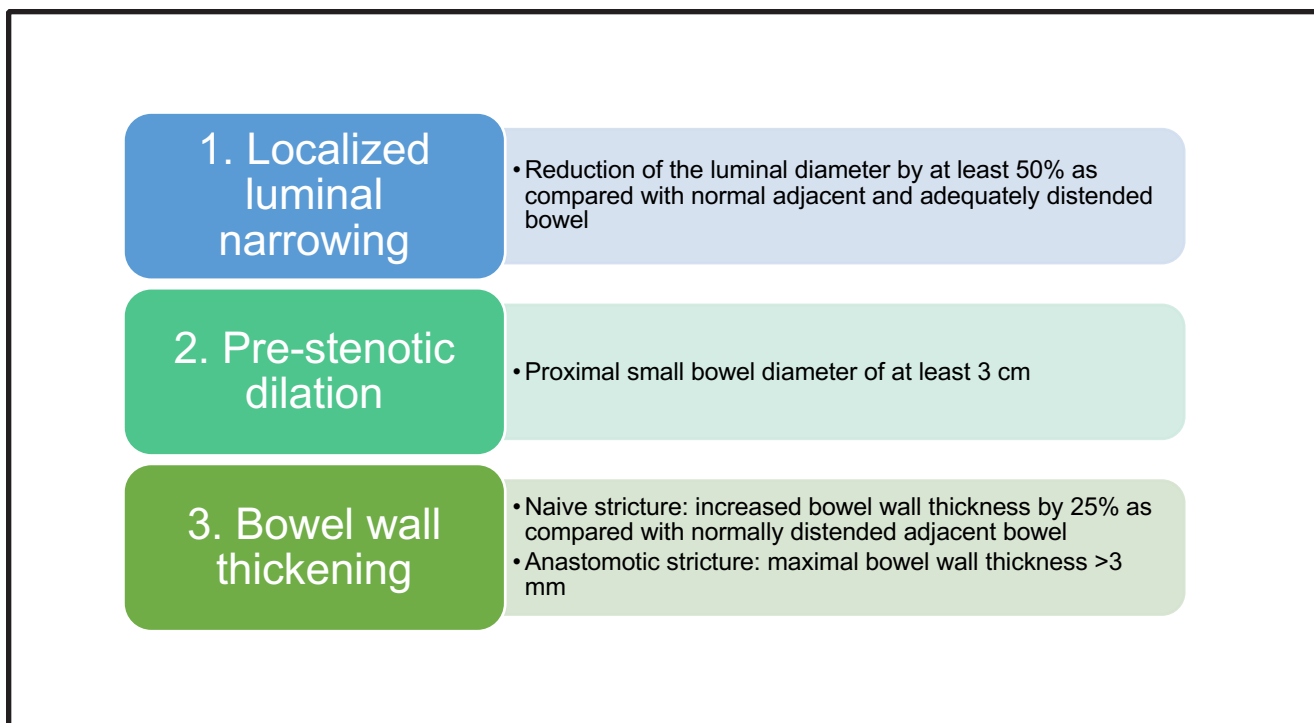 1. Localized
luminal
narrowing
•Reduction of the luminal diameter by at least 50% as
compared with normal adjacent and adequately distended
bowel
2. Pre-stenotic
dilation
•Proximal small bowel diameter of at least 3 cm
3. Bowel wall
thickening
•Naive stricture: increased bowel wall thickness by 25% as
compared with normally distended adjacent bowel
•Anastomotic stricture: maximal bowel wall thickness >3
mm